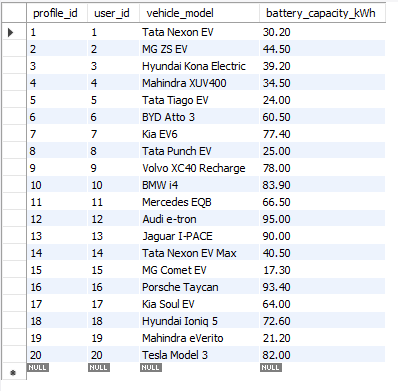 profile_id user_id vehicle_model battery_capacity_kWh
1 1 Tata Nexon EV 30.20
2 2 MG ZS EV 44.50
3 3 Hyundai Kona Electric 39.20
4 4 Mahindra XUV400 34.50
5 5 Tata Tiago EV 24.00
6 6 BYD Atto 3 60.50
7 7 Kia EV6 77.40
8 8 Tata Punch EV 25.00
9 9 Volvo XC40 Recharge 78.00
10 10 BMW i4 83.90
11 11 Mercedes EQB 66.50
12 12 Audi e-tron 95.00
13 13 Jaguar I-PACE 90.00
14 14 Tata Nexon EV Max 40.50
15 15 MG Comet EV 17.30
16 16 Porsche Taycan 93.40
17 17 Kia Soul EV 64.00
18 18 Hyundai Ioniq 5 72.60
19 19 Mahindra eVerito 21.20
20 20 Tesla Model 3 82.00
NULL NULL NULL NULL